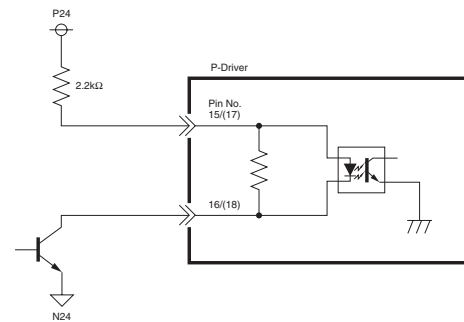 P24
2.2kΩ
P-Driver
Pin No.
15/(17)
16/(18)
N24